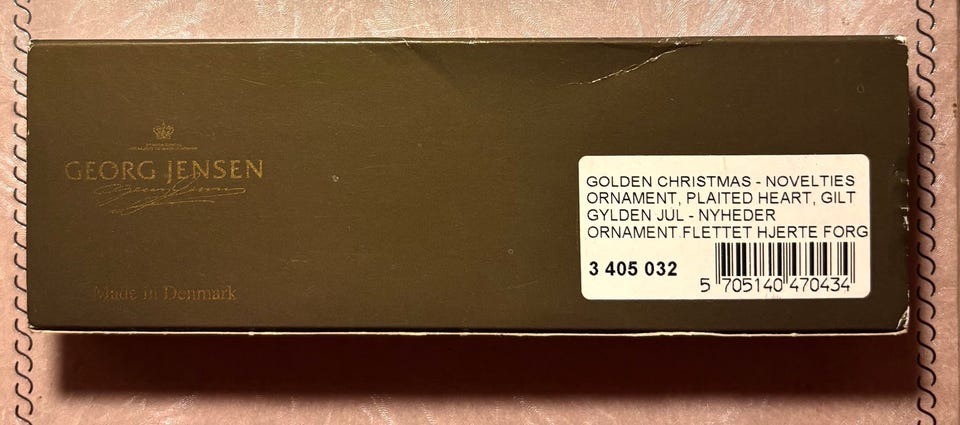 GEORG JENSEN
Made in Denmark
GOLDEN CHRISTMAS - NOVELTIES
ORNAMENT, PLAITED HEART, GILT
GYLDEN JUL - NYHEDER
ORNAMENT FLETTET HJERTE FORG
3 405 032
5 705140 470434